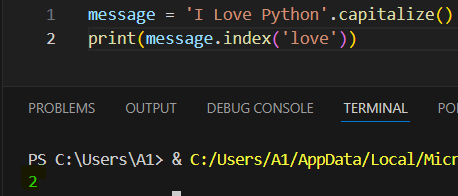 1 message = 'I Love Python'.capitalize()
2 print(message.index('love'))
PROBLEMS OUTPUT DEBUG CONSOLE TERMINAL
PS C:\Users\A1> & C:/Users/A1/AppData/Local/Micr
2